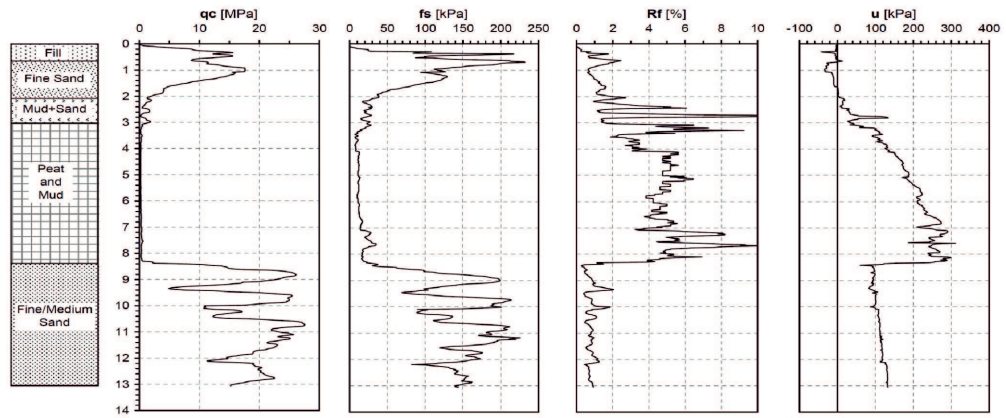 qc [MPa]
fs [kPa]
Rf [%]
u [kPa]
0 10 20 30
0 50 100 150 200 250
0 2 4 6 8 10
-100 0 100 200 300 400
0
1
2
3
4
5
6
7
8
9
10
11
12
13
14
Fill
Fine Sand
Mud+Sand
Peat
and
Mud
Fine/Medium
Sand